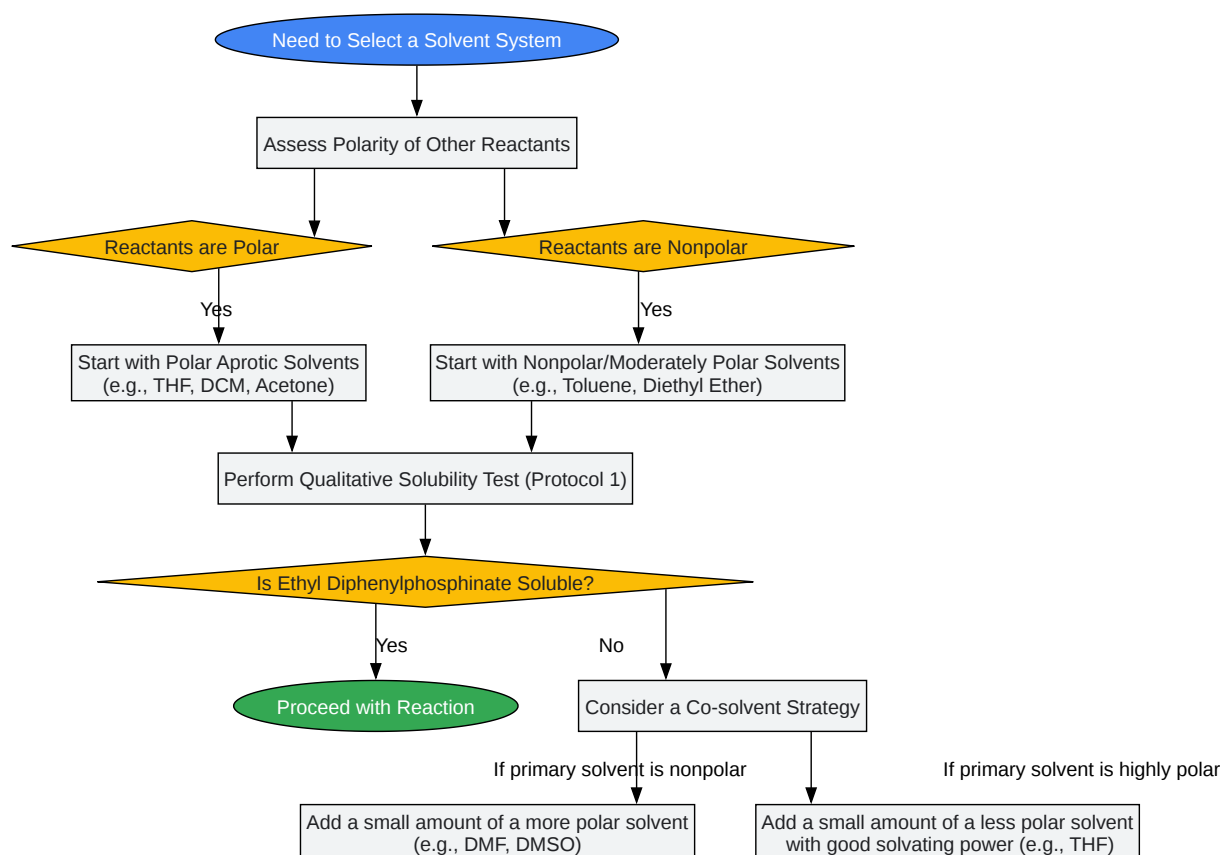 Need to Select a Solvent System
Assess Polarity of Other Reactants
Reactants are Polar
Reactants are Nonpolar
Yes
Yes
Start with Polar Aprotic Solvents
(e.g., THF, DCM, Acetone)
Start with Nonpolar/Moderately Polar Solvents
(e.g., Toluene, Diethyl Ether)
Perform Qualitative Solubility Test (Protocol 1)
Is Ethyl Diphenylphosphinate Soluble?
Yes
No
Proceed with Reaction
Consider a Co-solvent Strategy
If primary solvent is nonpolar
If primary solvent is highly polar
Add a small amount of a more polar solvent
(e.g., DMF, DMSO)
Add a small amount of a less polar solvent
with good solvating power (e.g., THF)